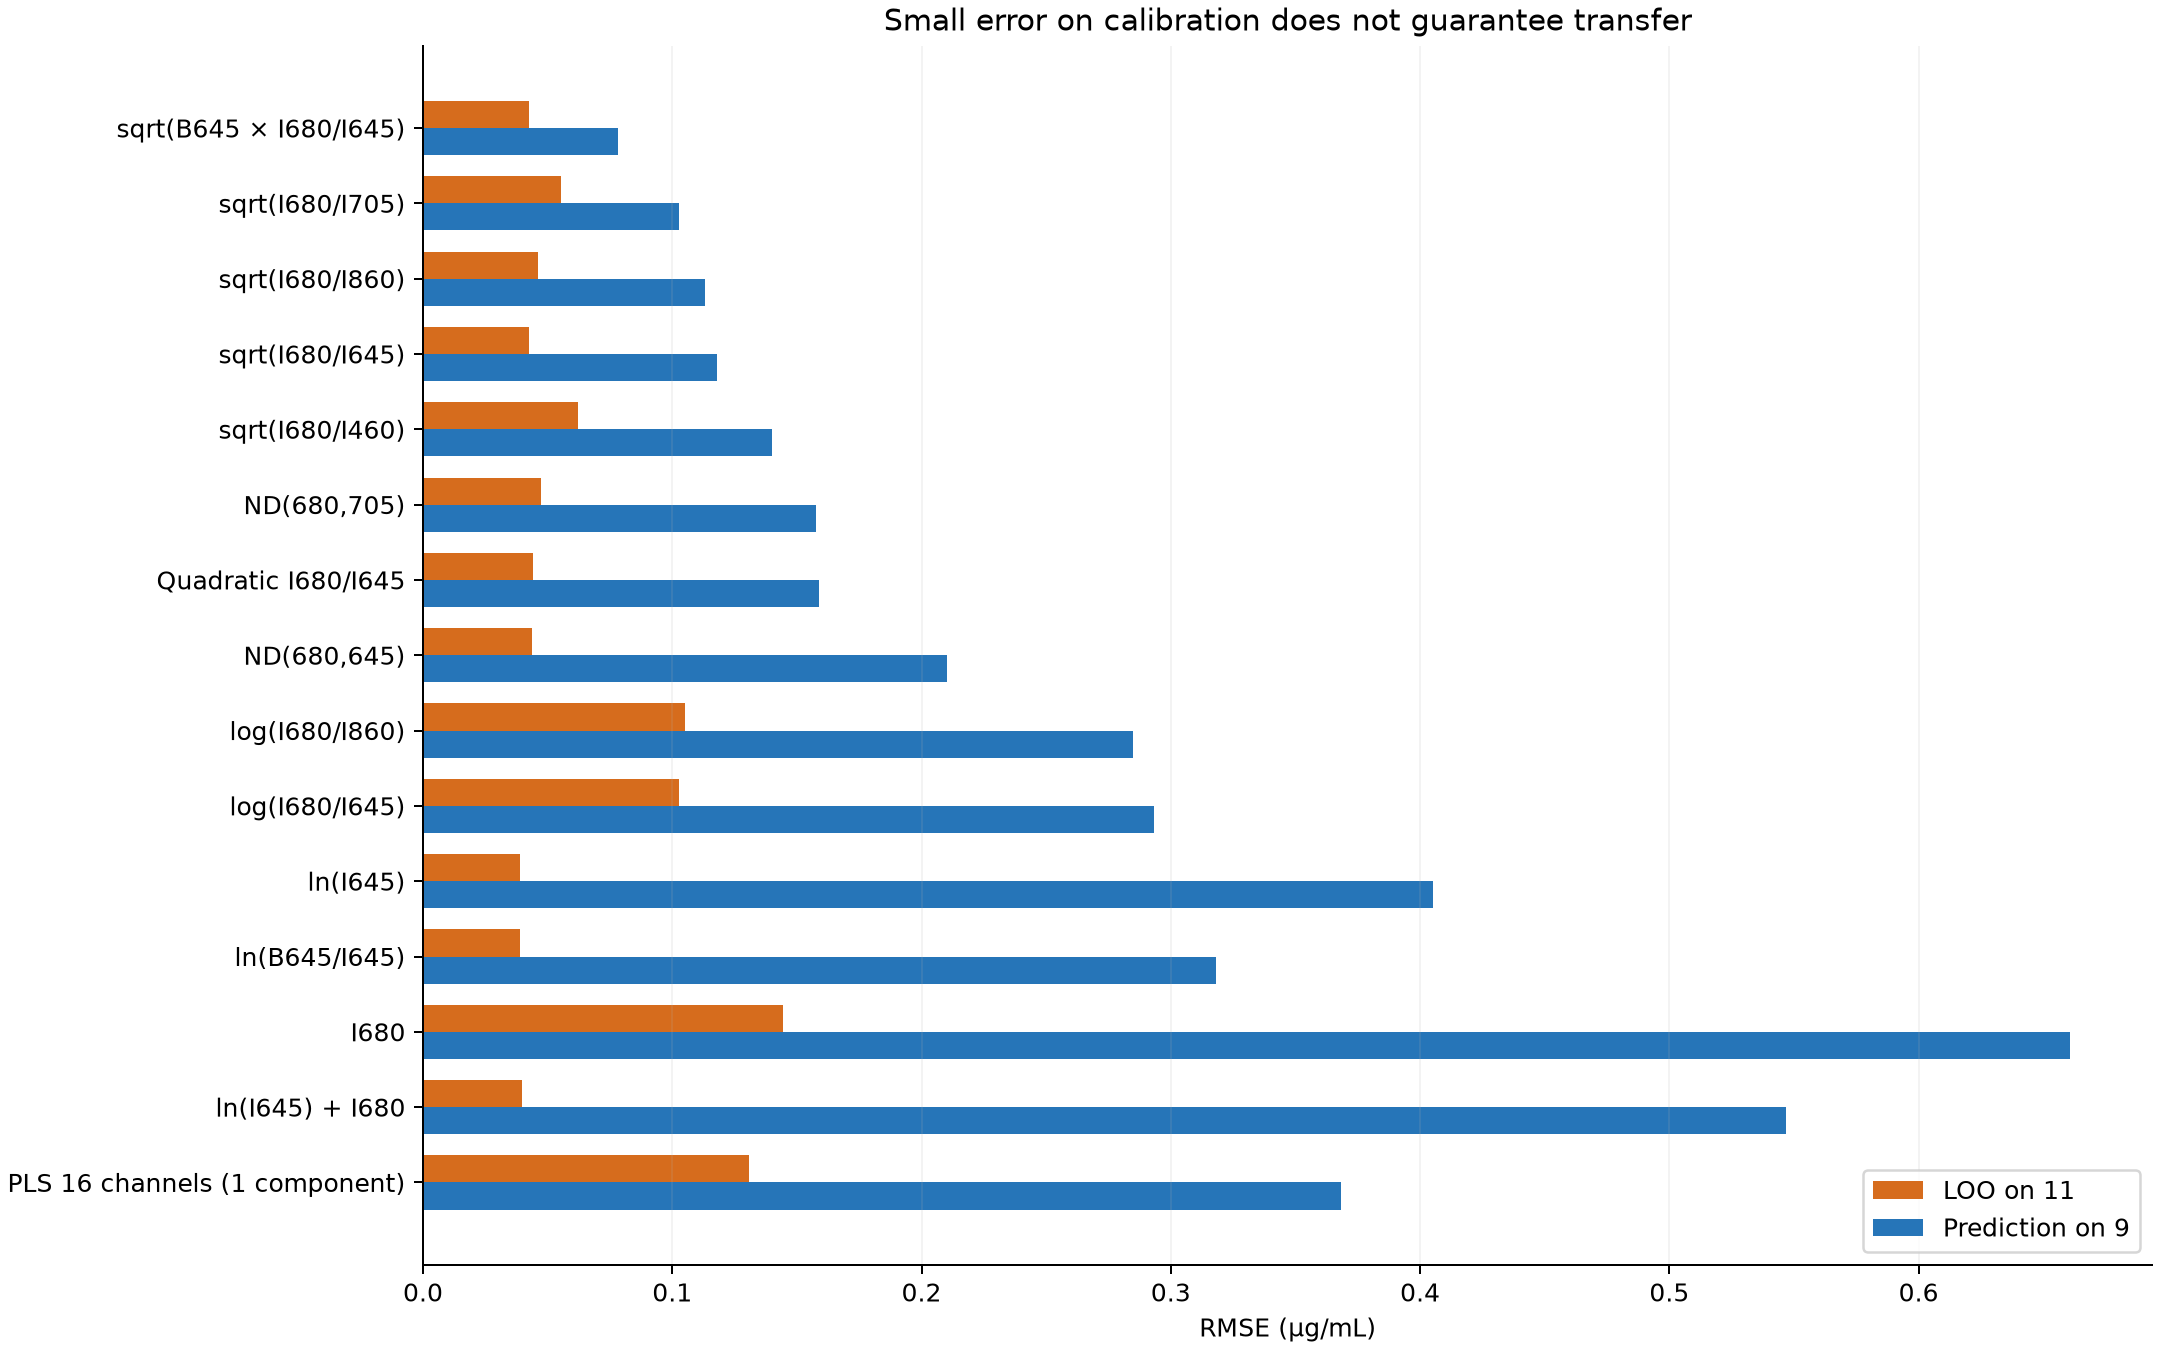 Small error on calibration does not guarantee transfer
sqrt(B645 × I680/I645)
sqrt(I680/I705)
sqrt(I680/I860)
sqrt(I680/I645)
sqrt(I680/I460)
ND(680,705)
Quadratic I680/I645
ND(680,645)
log(I680/I860)
log(I680/I645)
ln(I645)
ln(B645/I645)
I680
ln(I645) + I680
PLS 16 channels (1 component)
LOO on 11
Prediction on 9
0.0 0.1 0.2 0.3 0.4 0.5 0.6
RMSE (µg/mL)